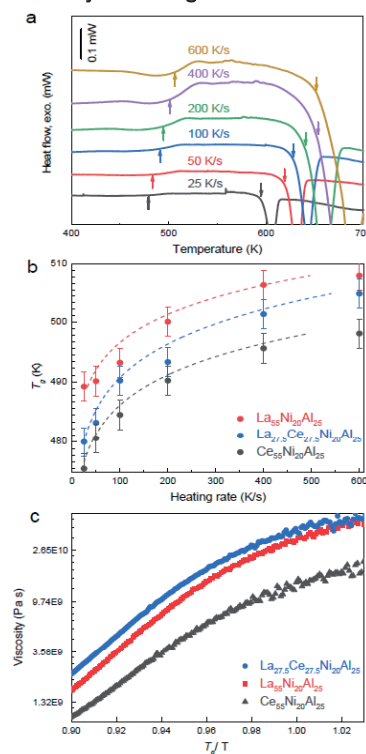 a
0.1 mW
Heat flow, exo. (mW)
600 K/s
400 K/s
200 K/s
100 K/s
50 K/s
25 K/s
400 500 600 700
Temperature (K)
b
510
500
490
480
T_g (K)
La₅₅Ni₂₀Al₂₅
La₂₇.₅Ce₂₇.₅Ni₂₀Al₂₅
Ce₅₅Ni₂₀Al₂₅
0 100 200 300 400 500 600
Heating rate (K/s)
c
2.65E10
9.74E9
3.58E9
1.32E9
Viscosity (Pa s)
La₂₇.₅Ce₂₇.₅Ni₂₀Al₂₅
La₅₅Ni₂₀Al₂₅
Ce₅₅Ni₂₀Al₂₅
0.90 0.92 0.94 0.96 0.98 1.00 1.02
T_g/ T